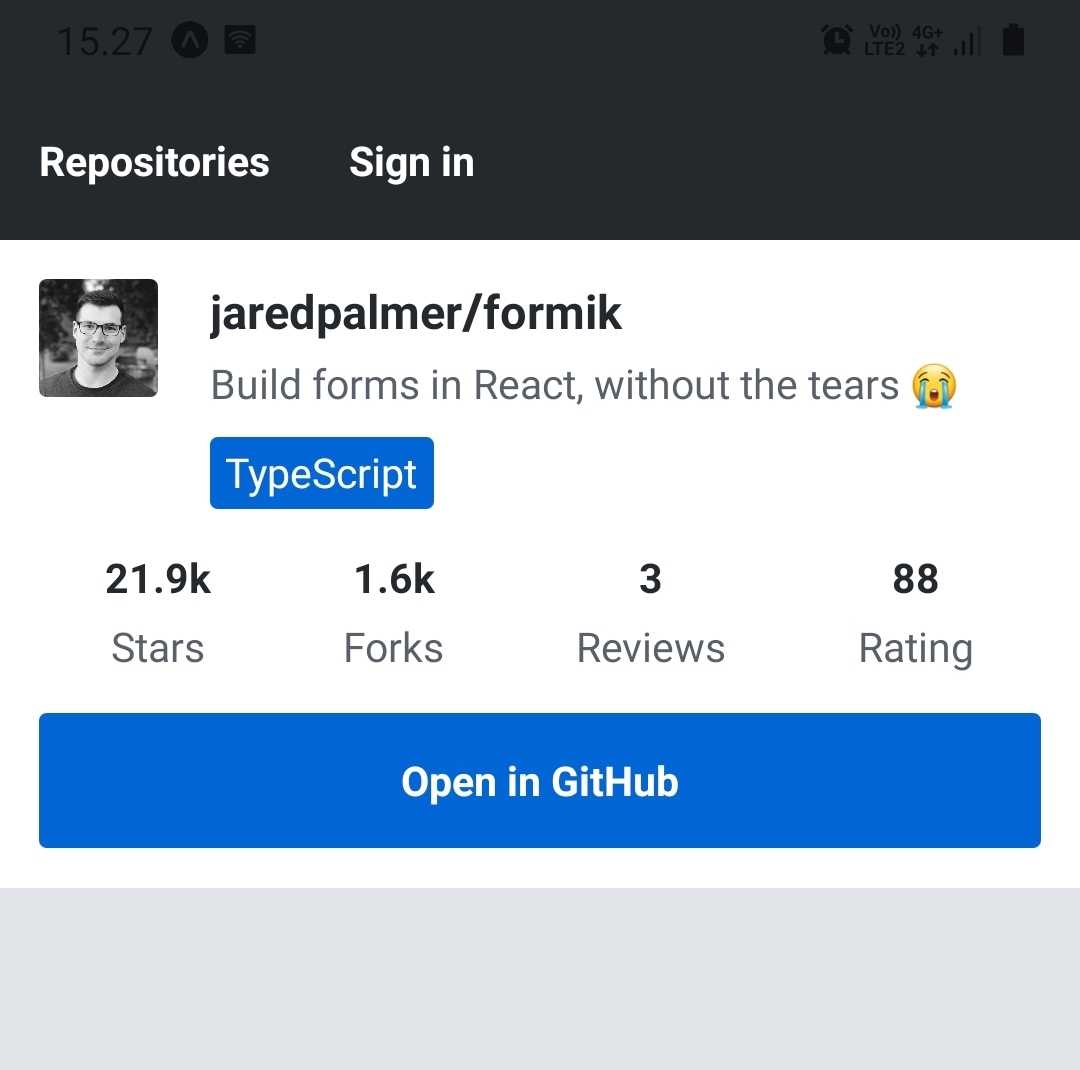 15.27 Vo)) LTE2 4G+
Repositories Sign in
jaredpalmer/formik
Build forms in React, without the tears 😭
TypeScript
21.9k 1.6k 3 88
Stars Forks Reviews Rating
Open in GitHub